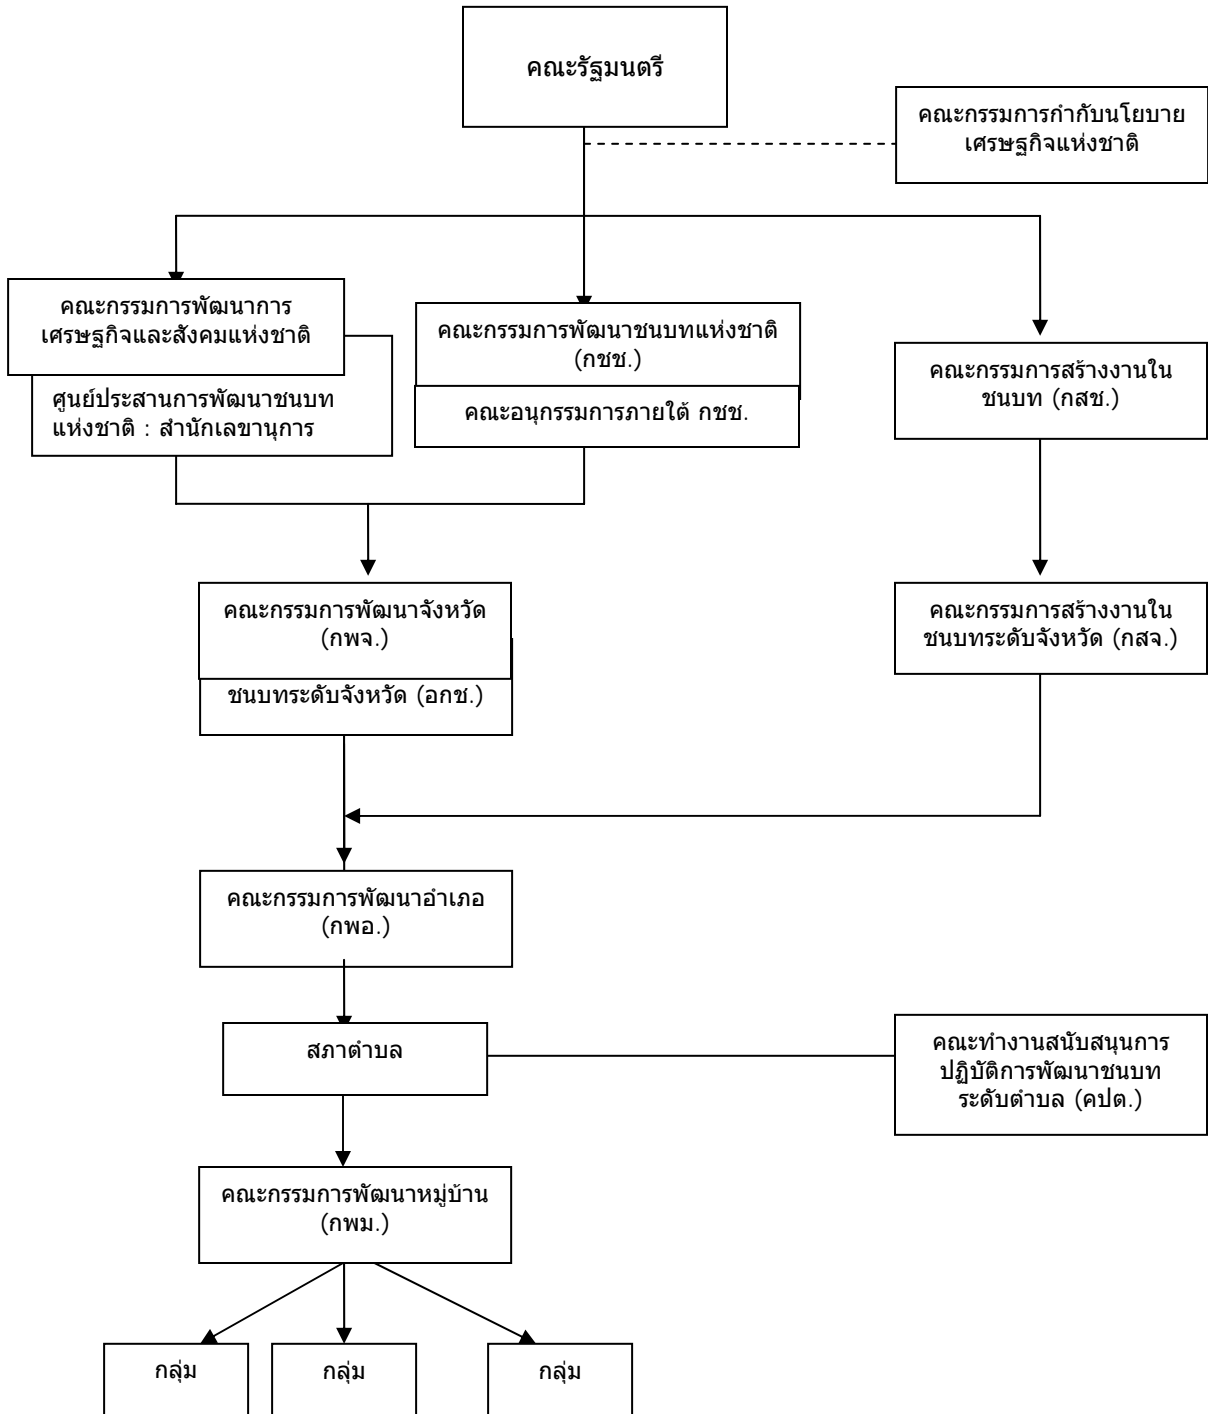 คณะรัฐมนตรี
คณะกรรมการกำกับนโยบาย
เศรษฐกิจแห่งชาติ
คณะกรรมการพัฒนาการ
เศรษฐกิจและสังคมแห่งชาติ
ศูนย์ประสานการพัฒนาชนบท
แห่งชาติ : สำนักเลขานุการ
คณะกรรมการพัฒนาชนบทแห่งชาติ
(กชช.)
คณะอนุกรรมการภายใต้ กชช.
คณะกรรมการสร้างงานใน
ชนบท (กสช.)
คณะกรรมการพัฒนาจังหวัด
(กพจ.)
ชนบทระดับจังหวัด (อกช.)
คณะกรรมการสร้างงานใน
ชนบทระดับจังหวัด (กสจ.)
คณะกรรมการพัฒนาอำเภอ
(กพอ.)
สภาตำบล
คณะทำงานสนับสนุนการ
ปฏิบัติการพัฒนาชนบท
ระดับตำบล (คปต.)
คณะกรรมการพัฒนาหมู่บ้าน
(กพม.)
กลุ่ม
กลุ่ม
กลุ่ม